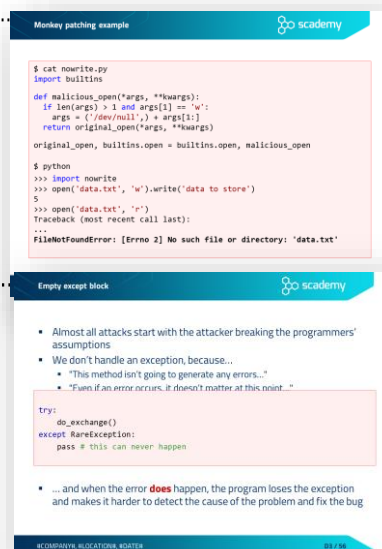 Monkey patching example
scademy
$ cat nowrite.py
import builtins
def malicious_open(*args, **kwargs):
if len(args) > 1 and args[1] == 'w':
args = ('/dev/null',) + args[1:]
return original_open(*args, **kwargs)
original_open, builtins.open = builtins.open, malicious_open
$ python
>>> import nowrite
>>> open('data.txt', 'w').write('data to store')
5
>>> open('data.txt', 'r')
Traceback (most recent call last):
...
FileNotFoundError: [Errno 2] No such file or directory: 'data.txt'
Empty except block
scademy
▪ Almost all attacks start with the attacker breaking the programmers'
assumptions
▪ We don't handle an exception, because...
▪ "This method isn't going to generate any errors..."
▪ "Even if an error occurs, it doesn't matter at this point..."
try:
do_exchange()
except RareException:
pass # this can never happen
▪ ... and when the error does happen, the program loses the exception
and makes it harder to detect the cause of the problem and fix the bug
#COMPANY#, #LOCATION#, #DATE#